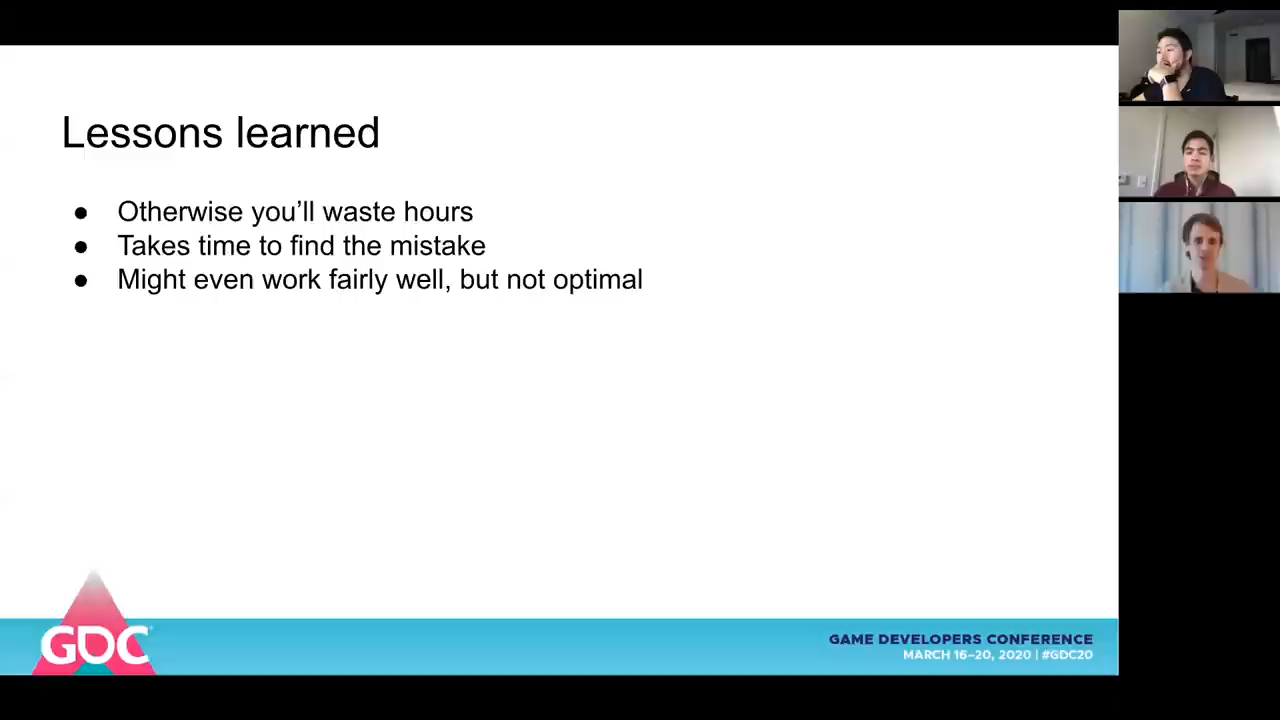 Lessons learned
● Otherwise you’ll waste hours
● Takes time to find the mistake
● Might even work fairly well, but not optimal
GDC
GAME DEVELOPERS CONFERENCE
MARCH 16–20, 2020 | #GDC20